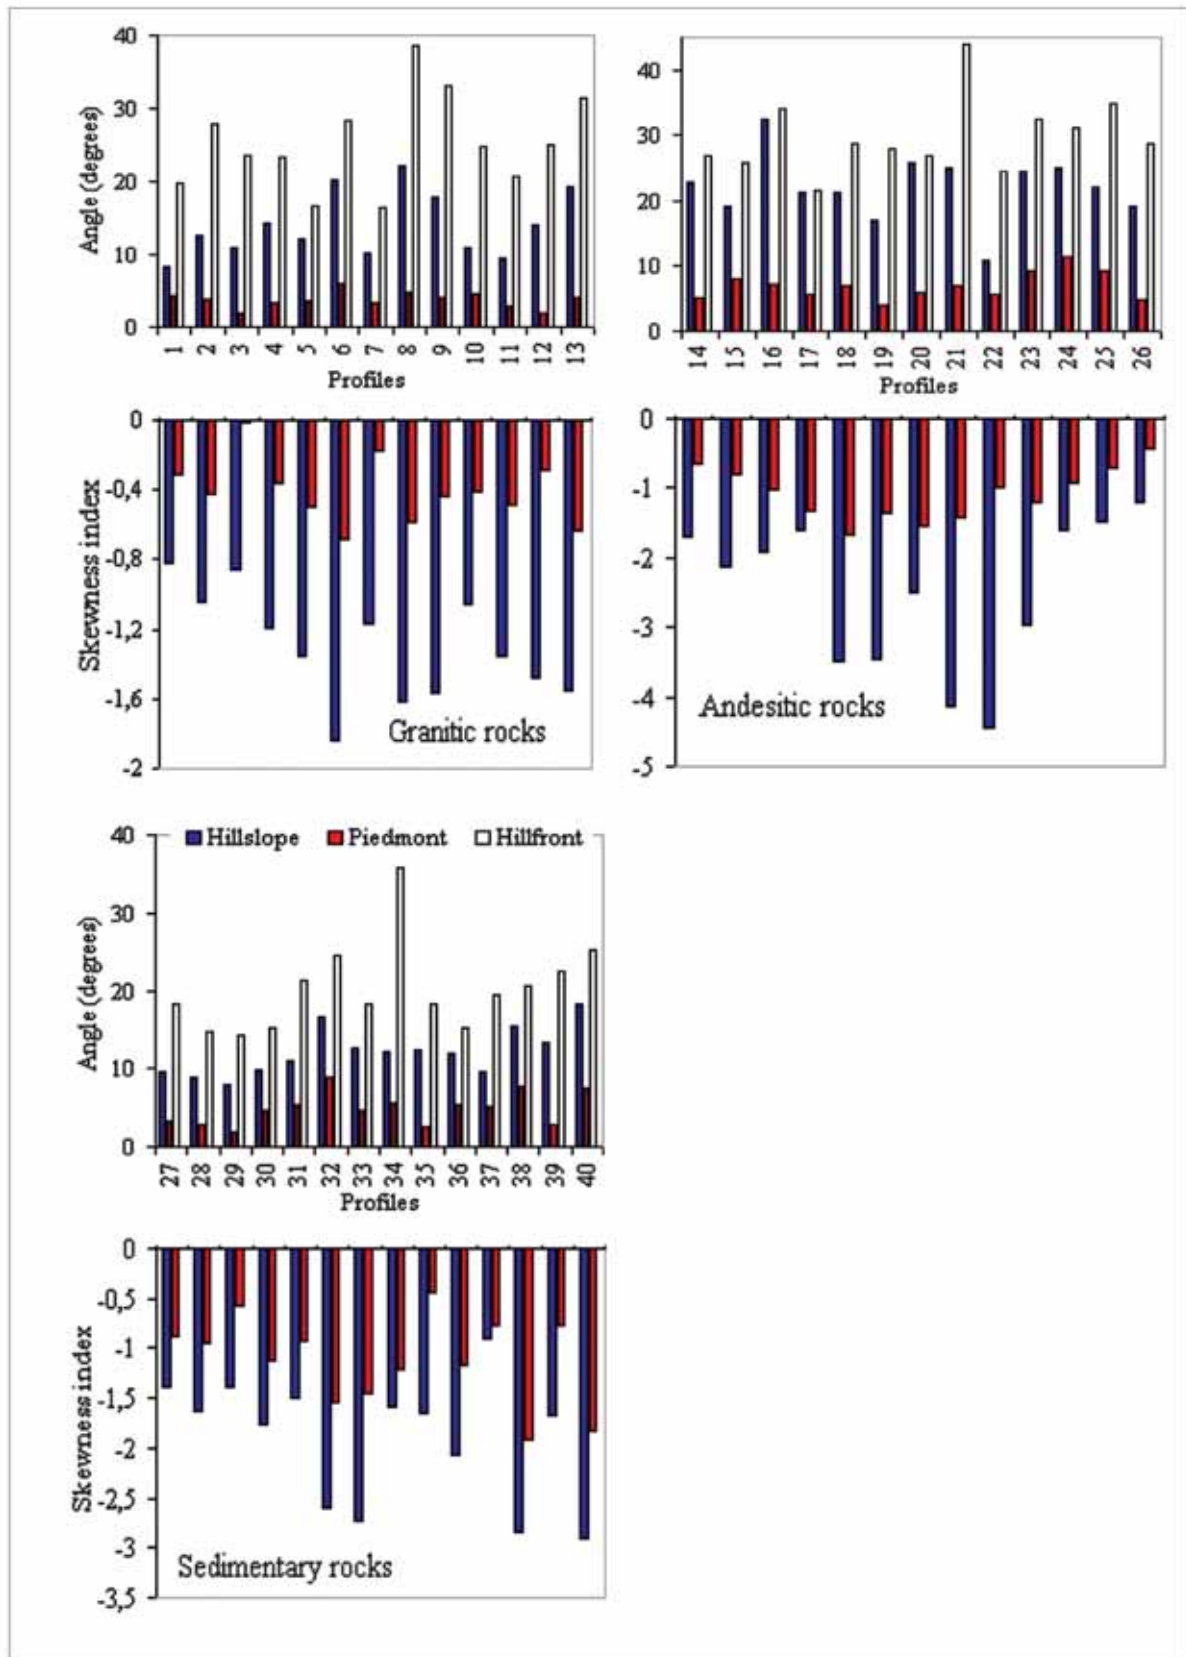 40
30
20
10
0
Angle (degrees)
1 2 3 4 5 6 7 8 9 10 11 12 13
Profiles
40
30
20
10
0
14 15 16 17 18 19 20 21 22 23 24 25 26
Profiles
0
-0,4
-0,8
-1,2
-1,6
-2
Skewness index
Granitic rocks
0
-1
-2
-3
-4
-5
Andesitic rocks
Hillslope Piedmont Hillfront
40
30
20
10
0
Angle (degrees)
27 28 29 30 31 32 33 34 35 36 37 38 39 40
Profiles
0
-0,5
-1
-1,5
-2
-2,5
-3
-3,5
Skewness index
Sedimentary rocks